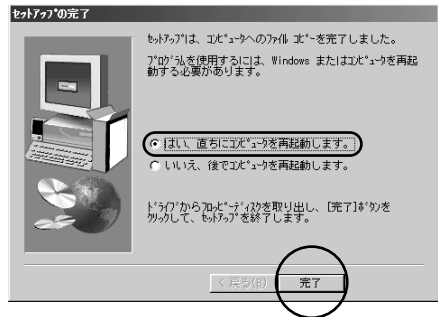 ｾｯﾄｱｯﾌﾟの完了
ｾｯﾄｱｯﾌﾟは、ｺﾝﾋﾟｭｰﾀへのﾌｧｲﾙ ｺﾋﾟｰを完了しました。
ﾌﾟﾛｸﾞﾗﾑを使用するには、Windows またはｺﾝﾋﾟｭｰﾀを再起
動する必要があります。
はい、直ちにｺﾝﾋﾟｭｰﾀを再起動します。
いいえ、後でｺﾝﾋﾟｭｰﾀを再起動します。
ﾄﾞﾗｲﾌﾞからﾌﾛｯﾋﾟｰﾃﾞｨｽｸを取り出し、[完了]ﾎﾞﾀﾝを
ｸﾘｯｸして、ｾｯﾄｱｯﾌﾟを終了します。
< 戻る(B)
完了